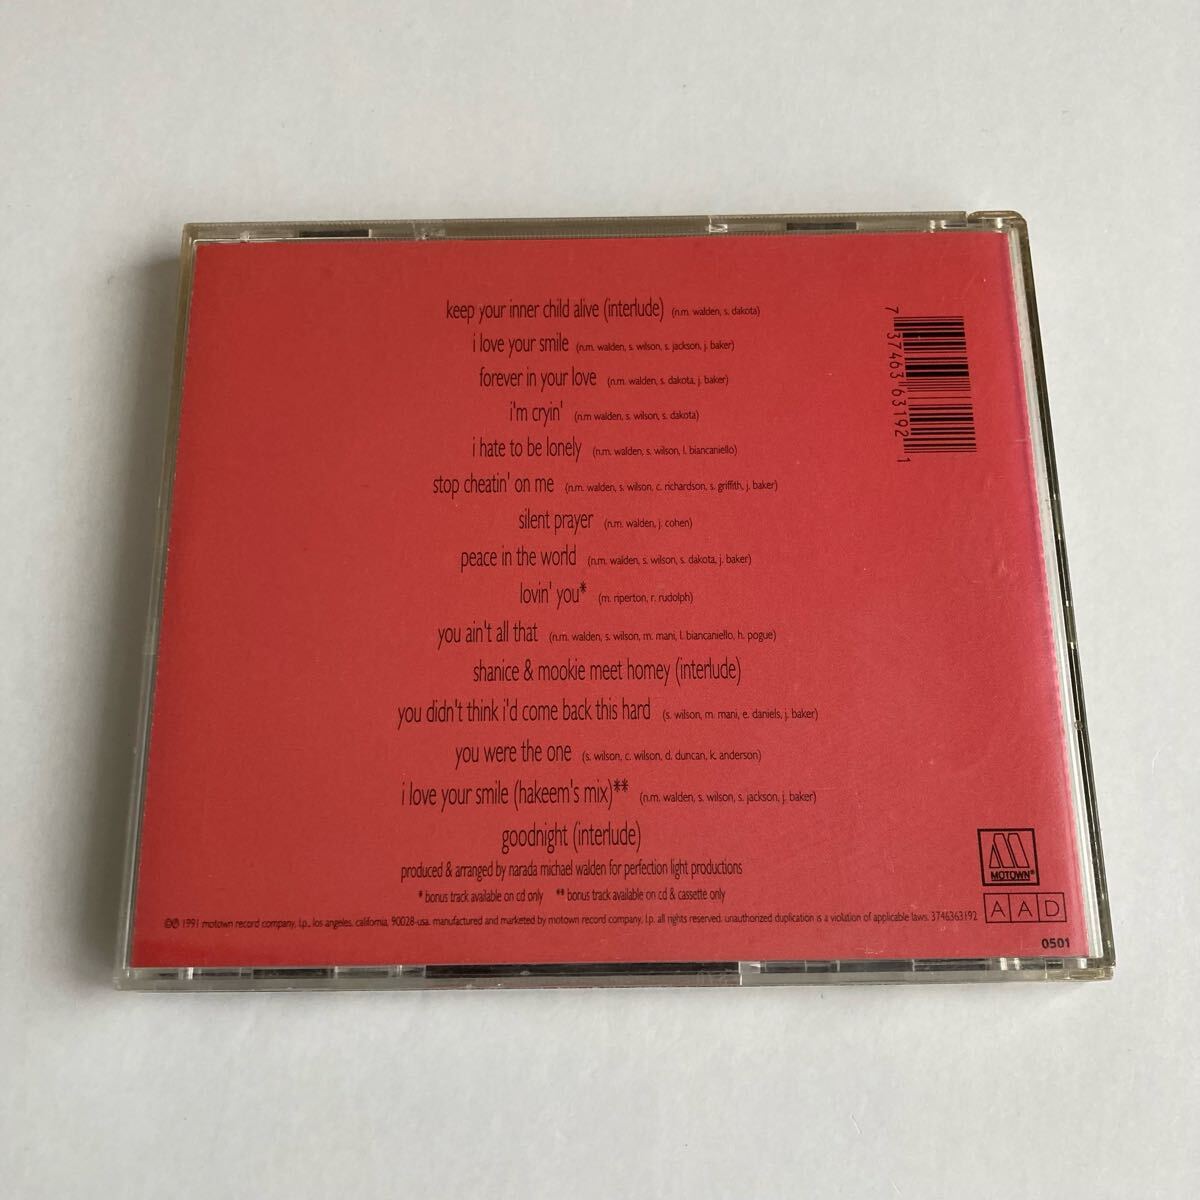 keep your inner child alive (interlude) (n.m. walden, s. dakota)
i love your smile (n.m. walden, s. wilson, s. jackson, j. baker)
forever in your love (n.m. walden, s. dakota, j. baker)
i'm cryin' (n.m walden, s. wilson, s. dakota)
i hate to be lonely (n.m. walden, s. wilson, l. biancaniello)
stop cheatin' on me (n.m. walden, s. wilson, c. richardson, s. griffith, j. baker)
silent prayer (n.m. walden, j. cohen)
peace in the world (n.m. walden, s. wilson, s. dakota, j. baker)
lovin' you* (m. riperton, r. rudolph)
you ain't all that (n.m. walden, s. wilson, m. mani, l. biancaniello, h. pogue)
shanice & mookie meet homey (interlude)
you didn't think i'd come back this hard (s. wilson, m. mani, e. daniels, j. baker)
you were the one (s. wilson, c. wilson, d. duncan, k. anderson)
i love your smile (hakeem's mix)** (n.m. walden, s. wilson, s. jackson, j. baker)
goodnight (interlude)
produced & arranged by narada michael walden for perfection light productions
* bonus track available on cd only ** bonus track available on cd & cassette only
©℗ 1991 motown record company, l.p., los angeles, california, 90028-usa. manufactured and marketed by motown record company, l.p. all rights reserved. unauthorized duplication is a violation of applicable laws. 3746363192
7 37463 63192 1
MOTOWN®
A A D
0501